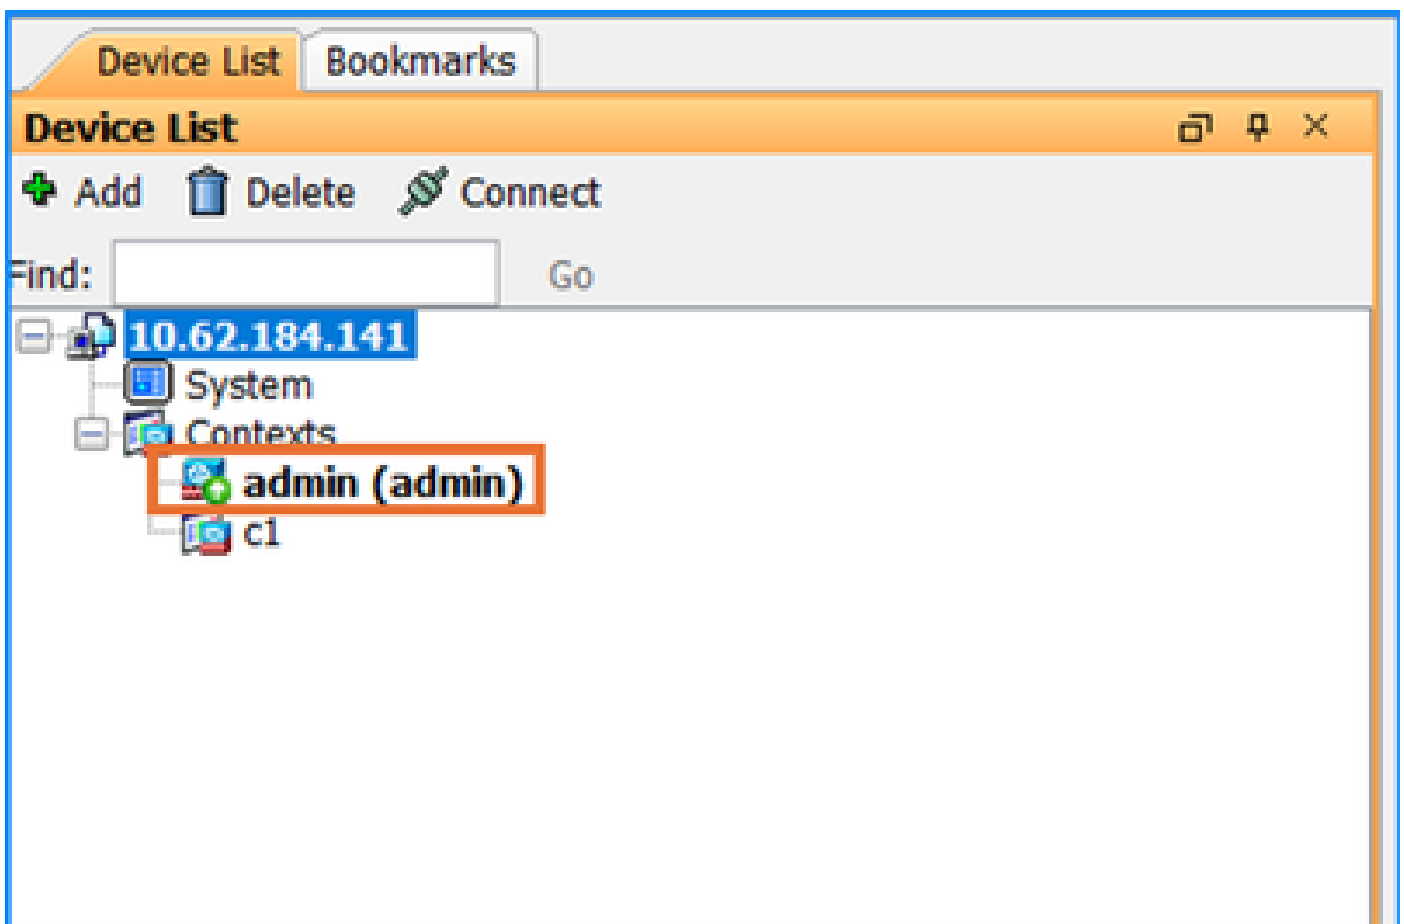 Device List Bookmarks
Device List
Add Delete Connect
Find: Go
10.62.184.141
System
Contexts
admin (admin)
c1